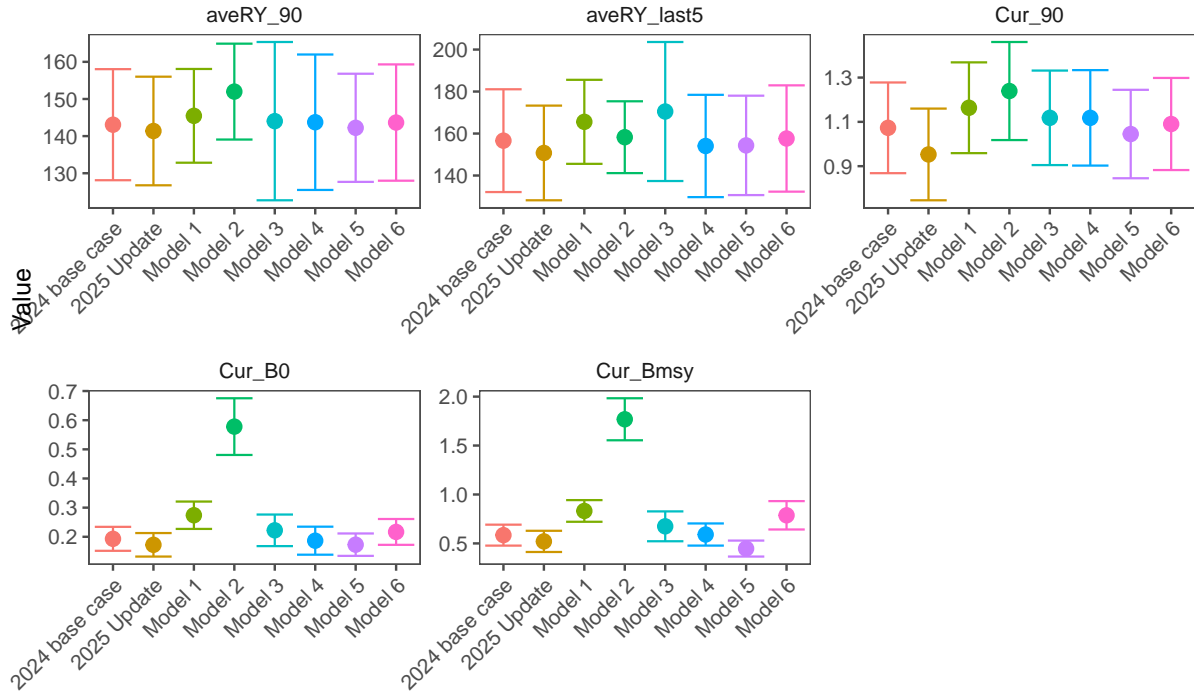 aveRY_90
aveRY_last5
Cur_90
160
150
140
130
200
180
160
140
1.3
1.1
0.9
2024 base case
2025 Update
Model 1
Model 2
Model 3
Model 4
Model 5
Model 6
2024 base case
2025 Update
Model 1
Model 2
Model 3
Model 4
Model 5
Model 6
2024 base case
2025 Update
Model 1
Model 2
Model 3
Model 4
Model 5
Model 6
Value
Cur_B0
Cur_Bmsy
0.7
0.6
0.5
0.4
0.3
0.2
2.0
1.5
1.0
0.5
2024 base case
2025 Update
Model 1
Model 2
Model 3
Model 4
Model 5
Model 6
2024 base case
2025 Update
Model 1
Model 2
Model 3
Model 4
Model 5
Model 6